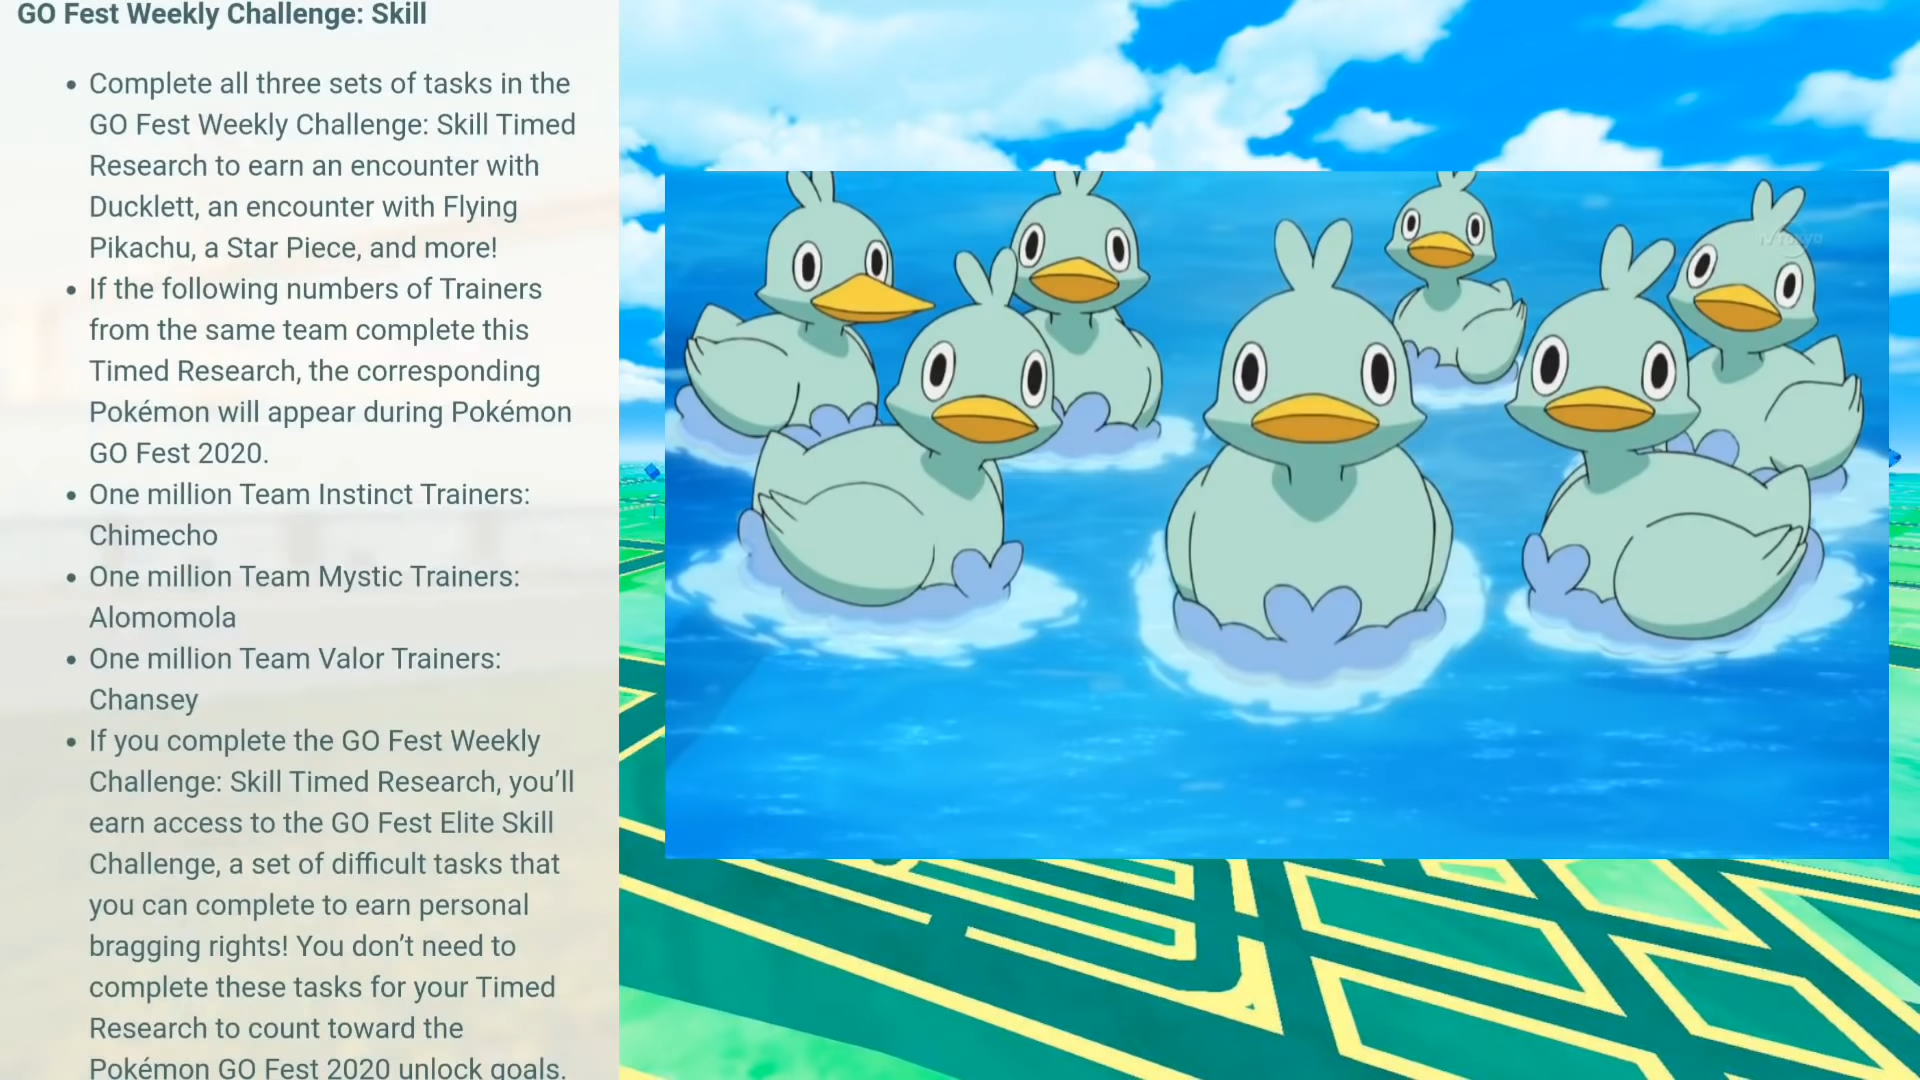 GO Fest Weekly Challenge: Skill
• Complete all three sets of tasks in the
GO Fest Weekly Challenge: Skill Timed
Research to earn an encounter with
Ducklett, an encounter with Flying
Pikachu, a Star Piece, and more!
• If the following numbers of Trainers
from the same team complete this
Timed Research, the corresponding
Pokémon will appear during Pokémon
GO Fest 2020.
• One million Team Instinct Trainers:
Chimecho
• One million Team Mystic Trainers:
Alomomola
• One million Team Valor Trainers:
Chansey
• If you complete the GO Fest Weekly
Challenge: Skill Timed Research, you’ll
earn access to the GO Fest Elite Skill
Challenge, a set of difficult tasks that
you can complete to earn personal
bragging rights! You don’t need to
complete these tasks for your Timed
Research to count toward the
Pokémon GO Fest 2020 unlock goals.